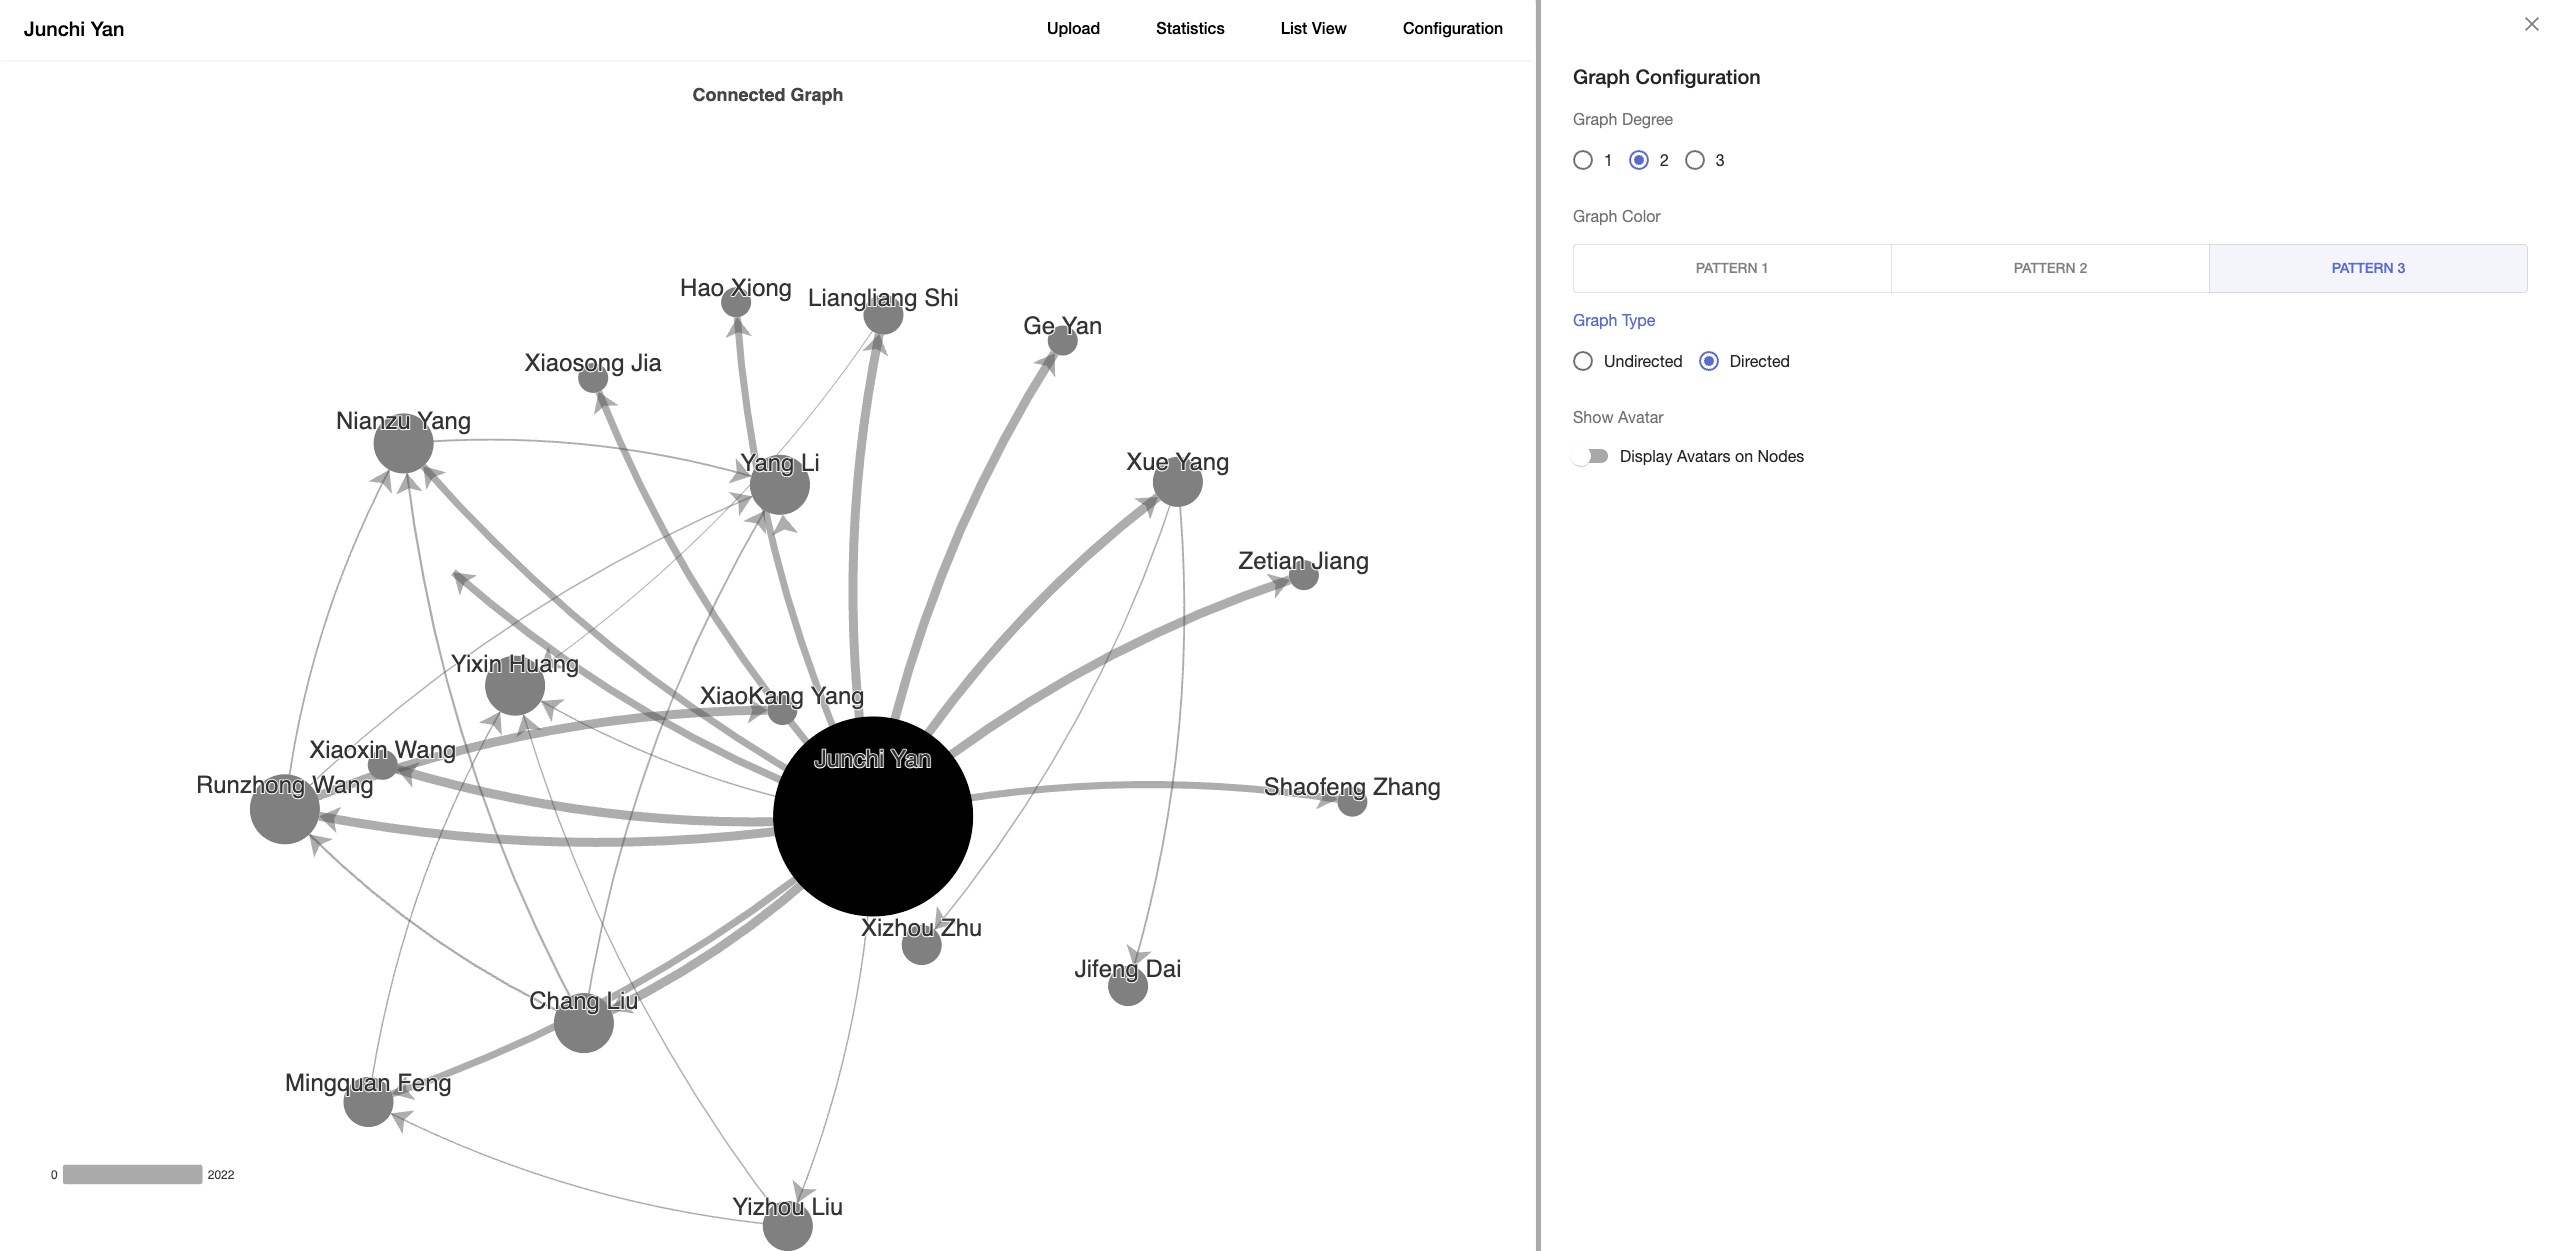 Junchi Yan
Upload
Statistics
List View
Configuration
Connected Graph
Hao Xiong
Liangliang Shi
Ge Yan
Xiaosong Jia
Nianzu Yang
Yang Li
Xue Yang
Zetian Jiang
Yixin Huang
XiaoKang Yang
Xiaoxin Wang
Junchi Yan
Runzhong Wang
Shaofeng Zhang
Xizhou Zhu
Jifeng Dai
Chang Liu
Mingquan Feng
Yizhou Liu
0
2022
Graph Configuration
Graph Degree
1 2 3
Graph Color
PATTERN 1
PATTERN 2
PATTERN 3
Graph Type
Undirected Directed
Show Avatar
Display Avatars on Nodes